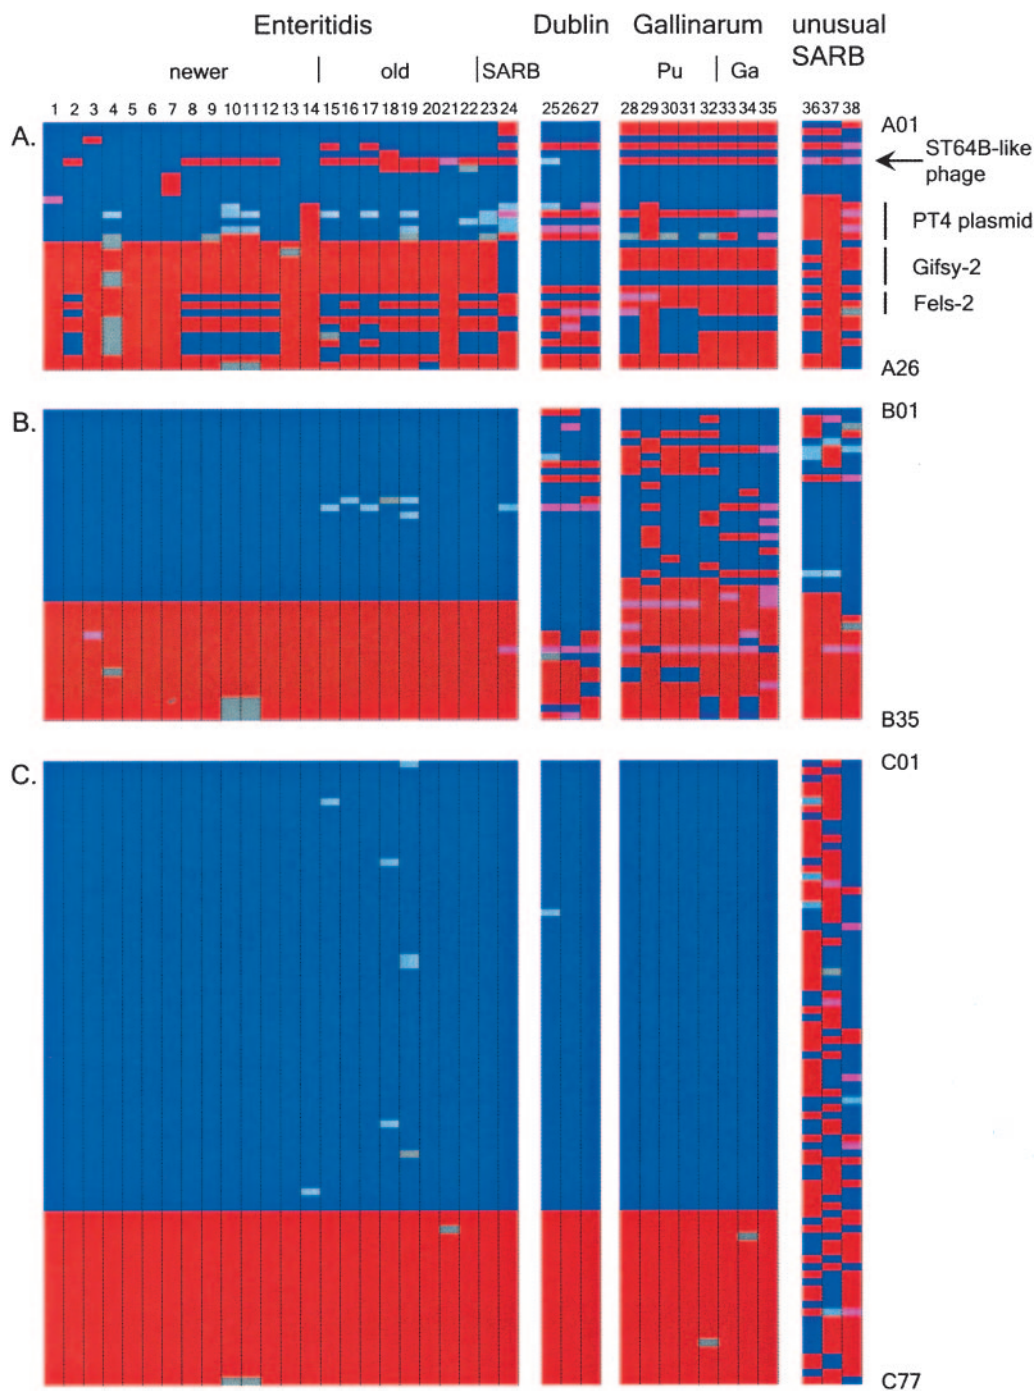 Enteritidis Dublin Gallinarum unusual
SARB
newer old SARB Pu Ga
1 2 3 4 5 6 7 8 9 10 11 12 13 14 15 16 17 18 19 20 21 22 23 24 25 26 27 28 29 30 31 32 33 34 35 36 37 38
A. A01
ST64B-like
phage
PT4 plasmid
Gifsy-2
Fels-2
A26
B. B01
B35
C. C01
C77